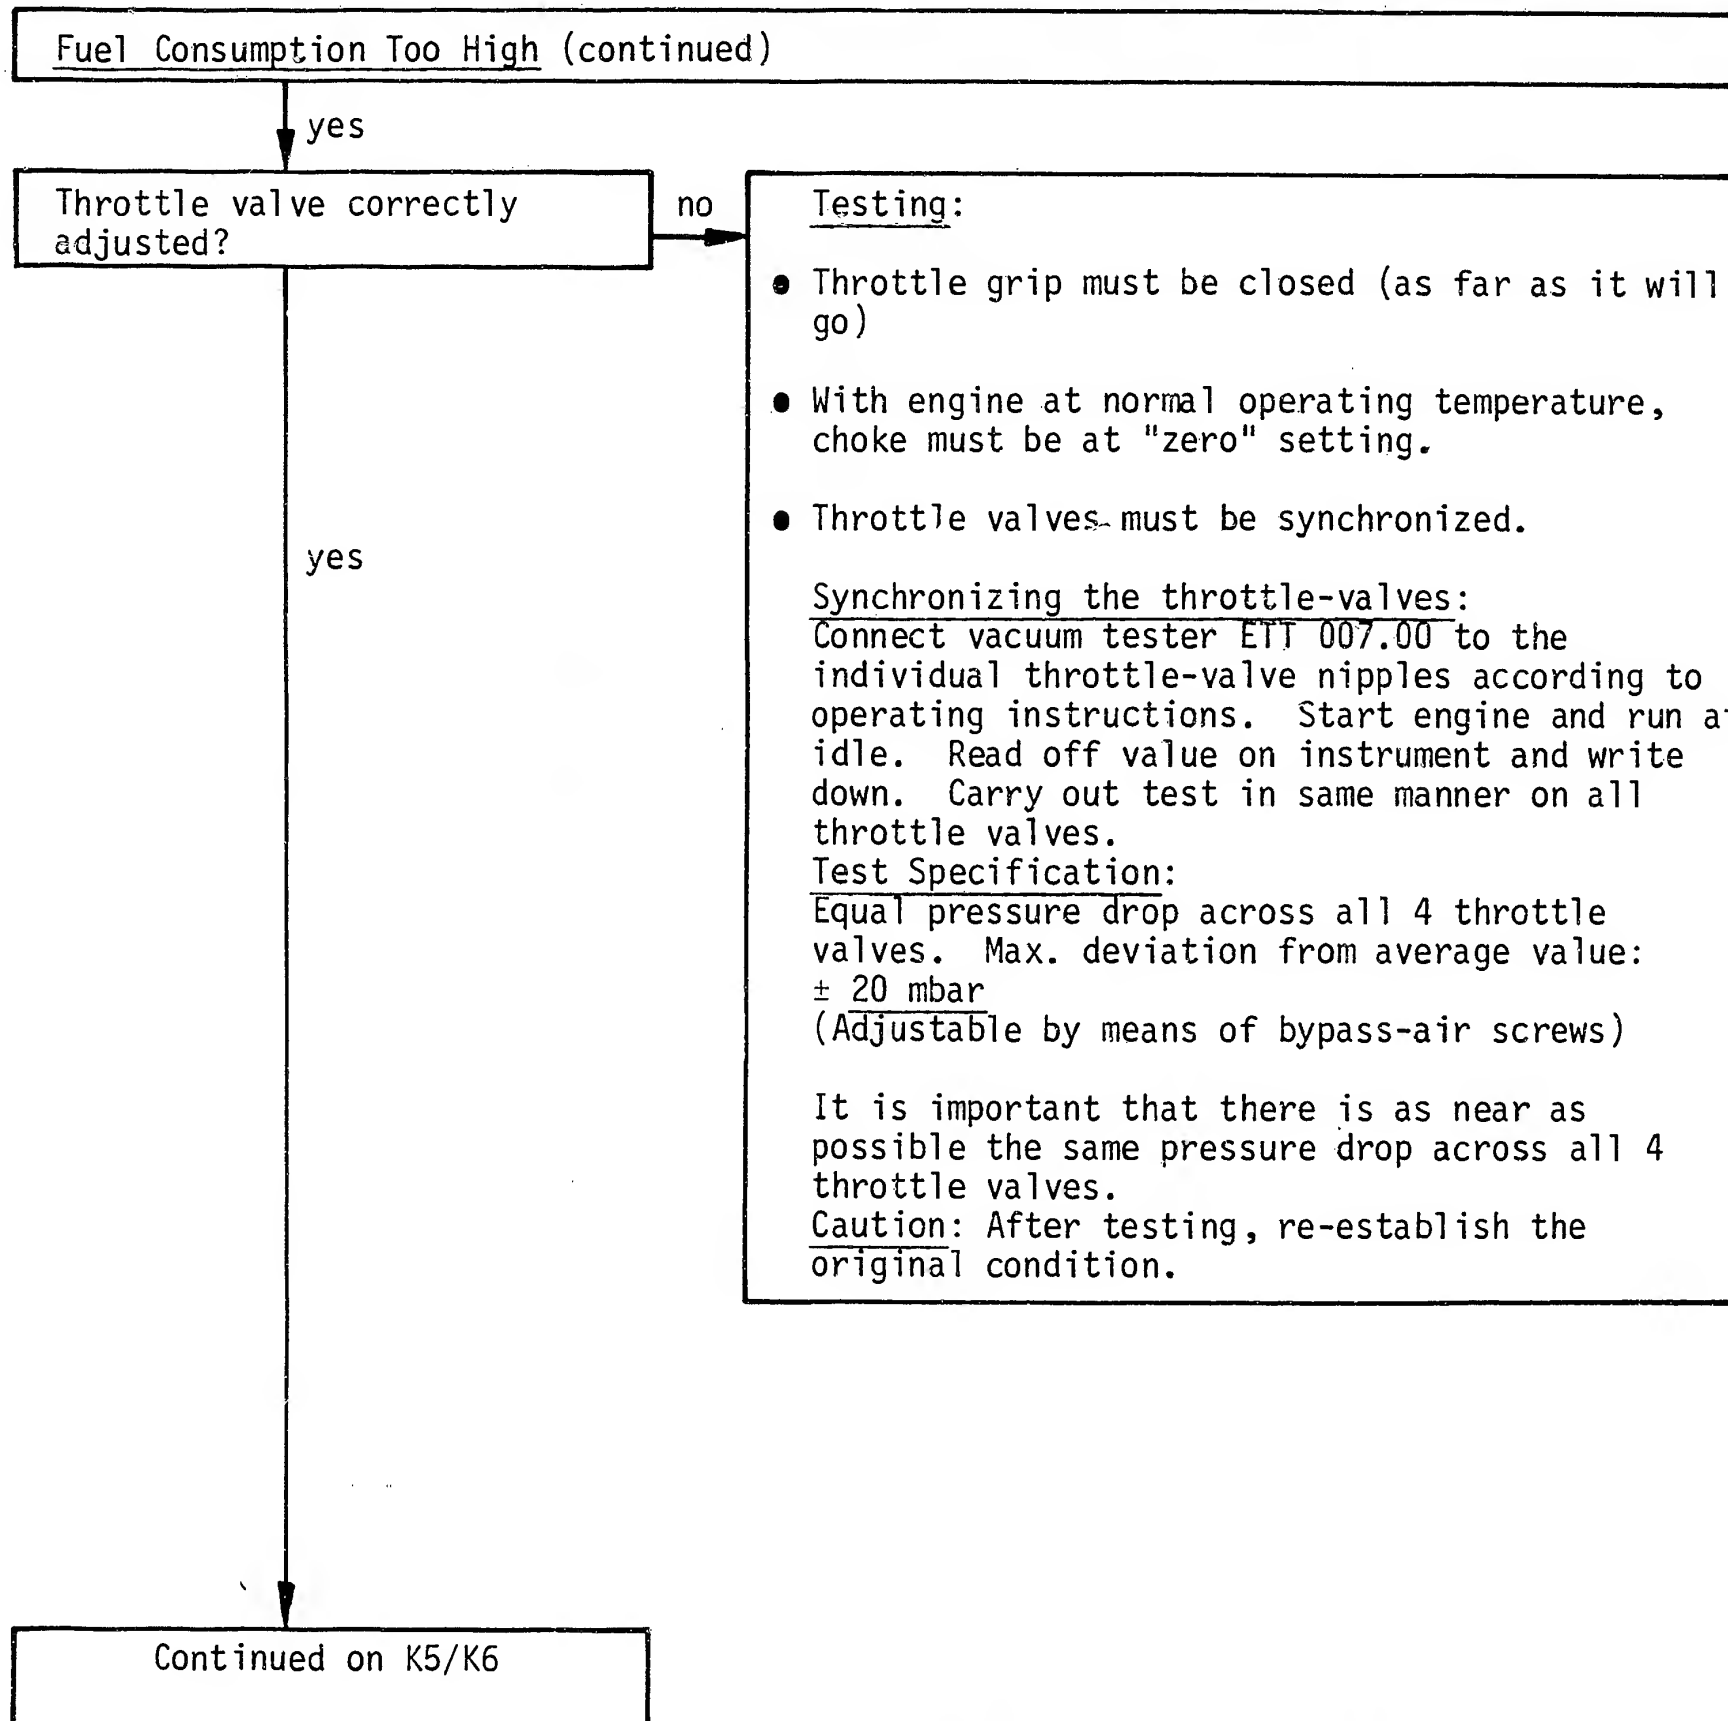 Fuel Consumption Too High (continued)
yes
Throttle valve correctly
adjusted?
no
Testing:
● Throttle grip must be closed (as far as it will
go)
● With engine at normal operating temperature,
choke must be at "zero" setting.
● Throttle valves must be synchronized.
yes
Synchronizing the throttle-valves:
Connect vacuum tester ETT 007.00 to the
individual throttle-valve nipples according to
operating instructions. Start engine and run
idle. Read off value on instrument and write
down. Carry out test in same manner on all
throttle valves.
Test Specification:
Equal pressure drop across all 4 throttle
valves. Max. deviation from average value:
± 20 mbar
(Adjustable by means of bypass-air screws)
It is important that there is as near as
possible the same pressure drop across all 4
throttle valves.
Caution: After testing, re-establish the
original condition.
Continued on K5/K6